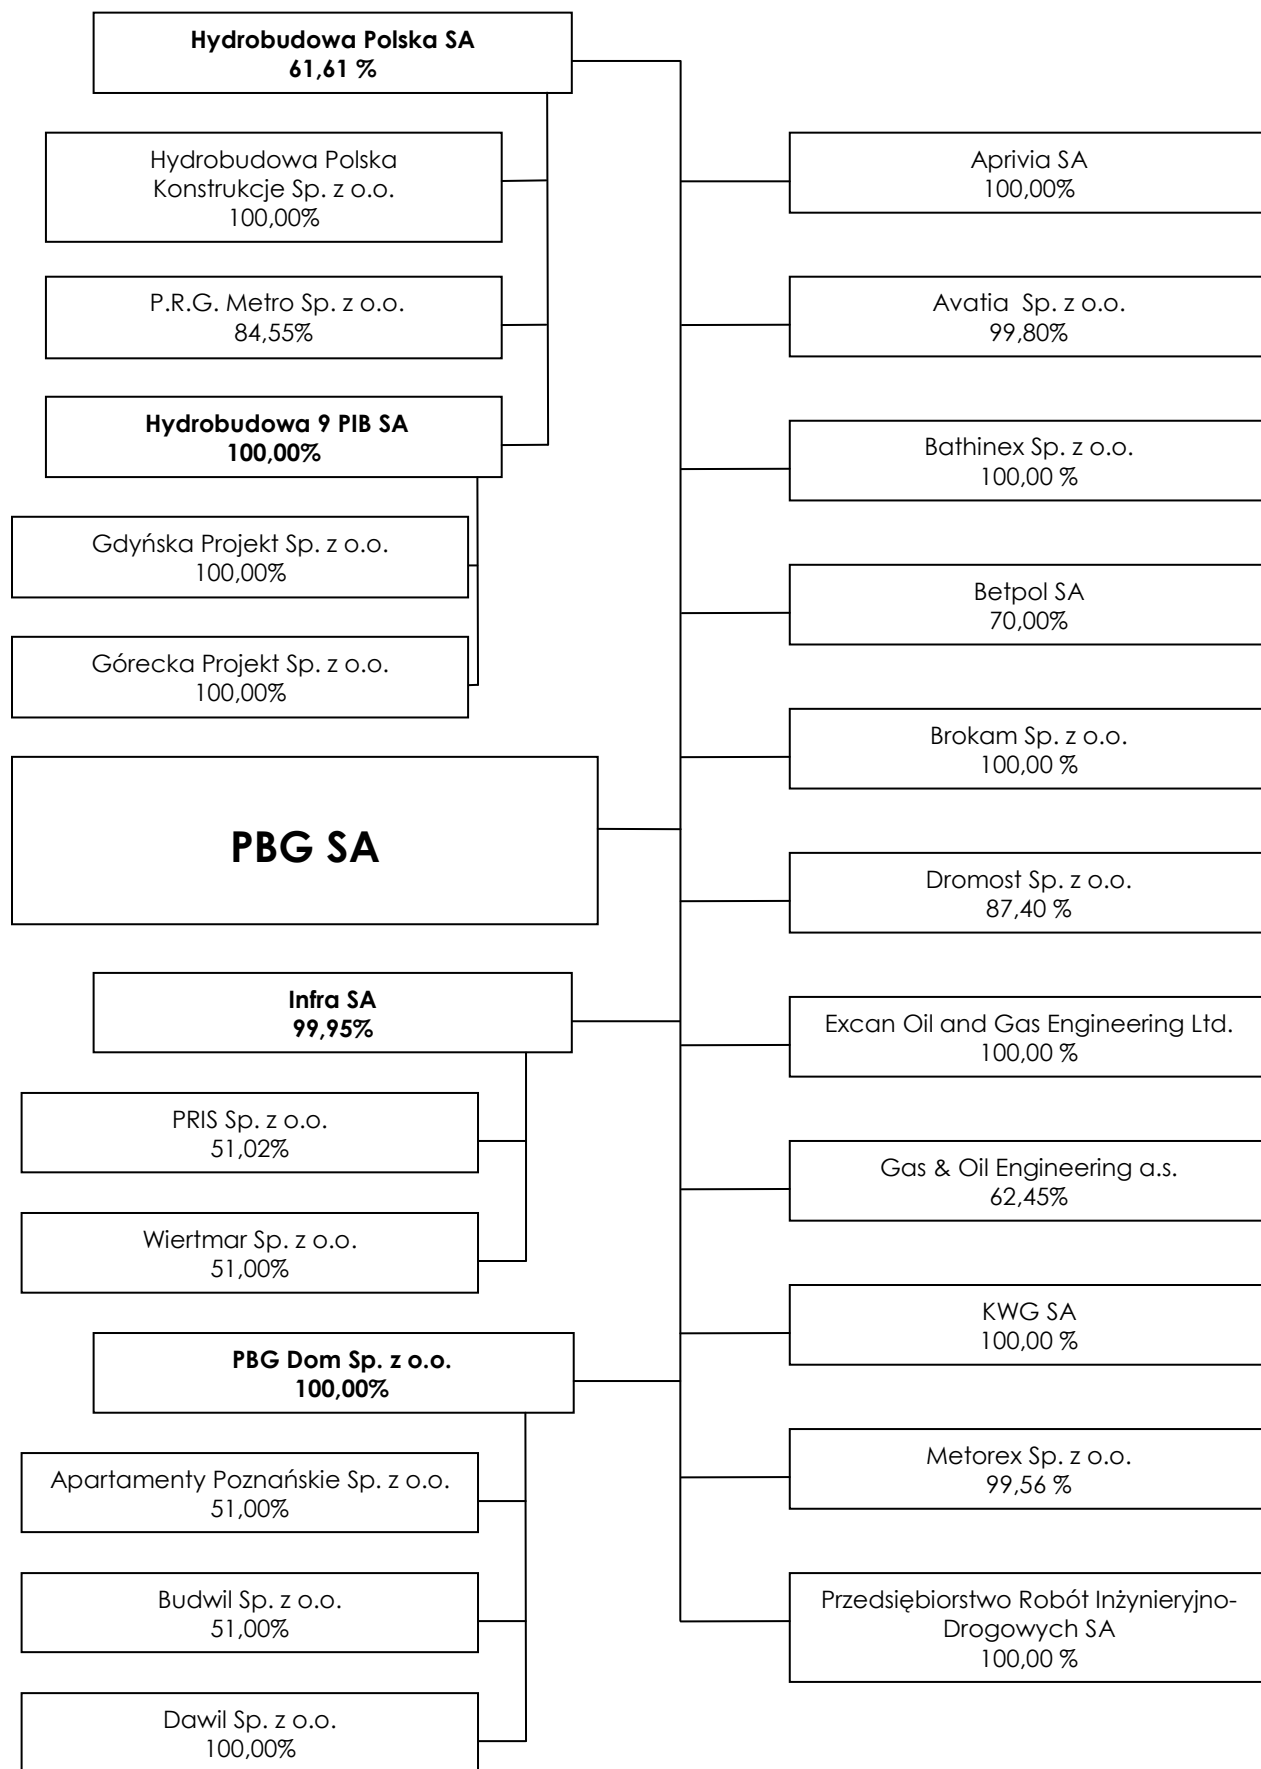 Hydrobudowa Polska SA
61,61 %
Hydrobudowa Polska
Konstrukcje Sp. z o.o.
100,00%
P.R.G. Metro Sp. z o.o.
84,55%
Hydrobudowa 9 PIB SA
100,00%
Gdyńska Projekt Sp. z o.o.
100,00%
Górecka Projekt Sp. z o.o.
100,00%
PBG SA
Infra SA
99,95%
PRIS Sp. z o.o.
51,02%
Wiertmar Sp. z o.o.
51,00%
PBG Dom Sp. z o.o.
100,00%
Apartamenty Poznańskie Sp. z o.o.
51,00%
Budwil Sp. z o.o.
51,00%
Dawil Sp. z o.o.
100,00%
Aprivia SA
100,00%
Avatia Sp. z o.o.
99,80%
Bathinex Sp. z o.o.
100,00 %
Betpol SA
70,00%
Brokam Sp. z o.o.
100,00 %
Dromost Sp. z o.o.
87,40 %
Excan Oil and Gas Engineering Ltd.
100,00 %
Gas & Oil Engineering a.s.
62,45%
KWG SA
100,00 %
Metorex Sp. z o.o.
99,56 %
Przedsiębiorstwo Robót Inżynieryjno-
Drogowych SA
100,00 %